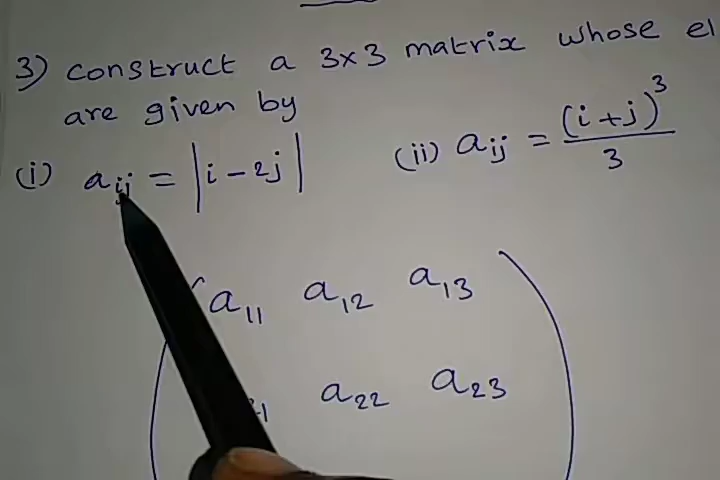 3) construct a 3×3 matrix whose
are given by
(i) aij = |i - 2j| (ii) aij = (i+j)³/3
a11 a12 a13
a22 a23